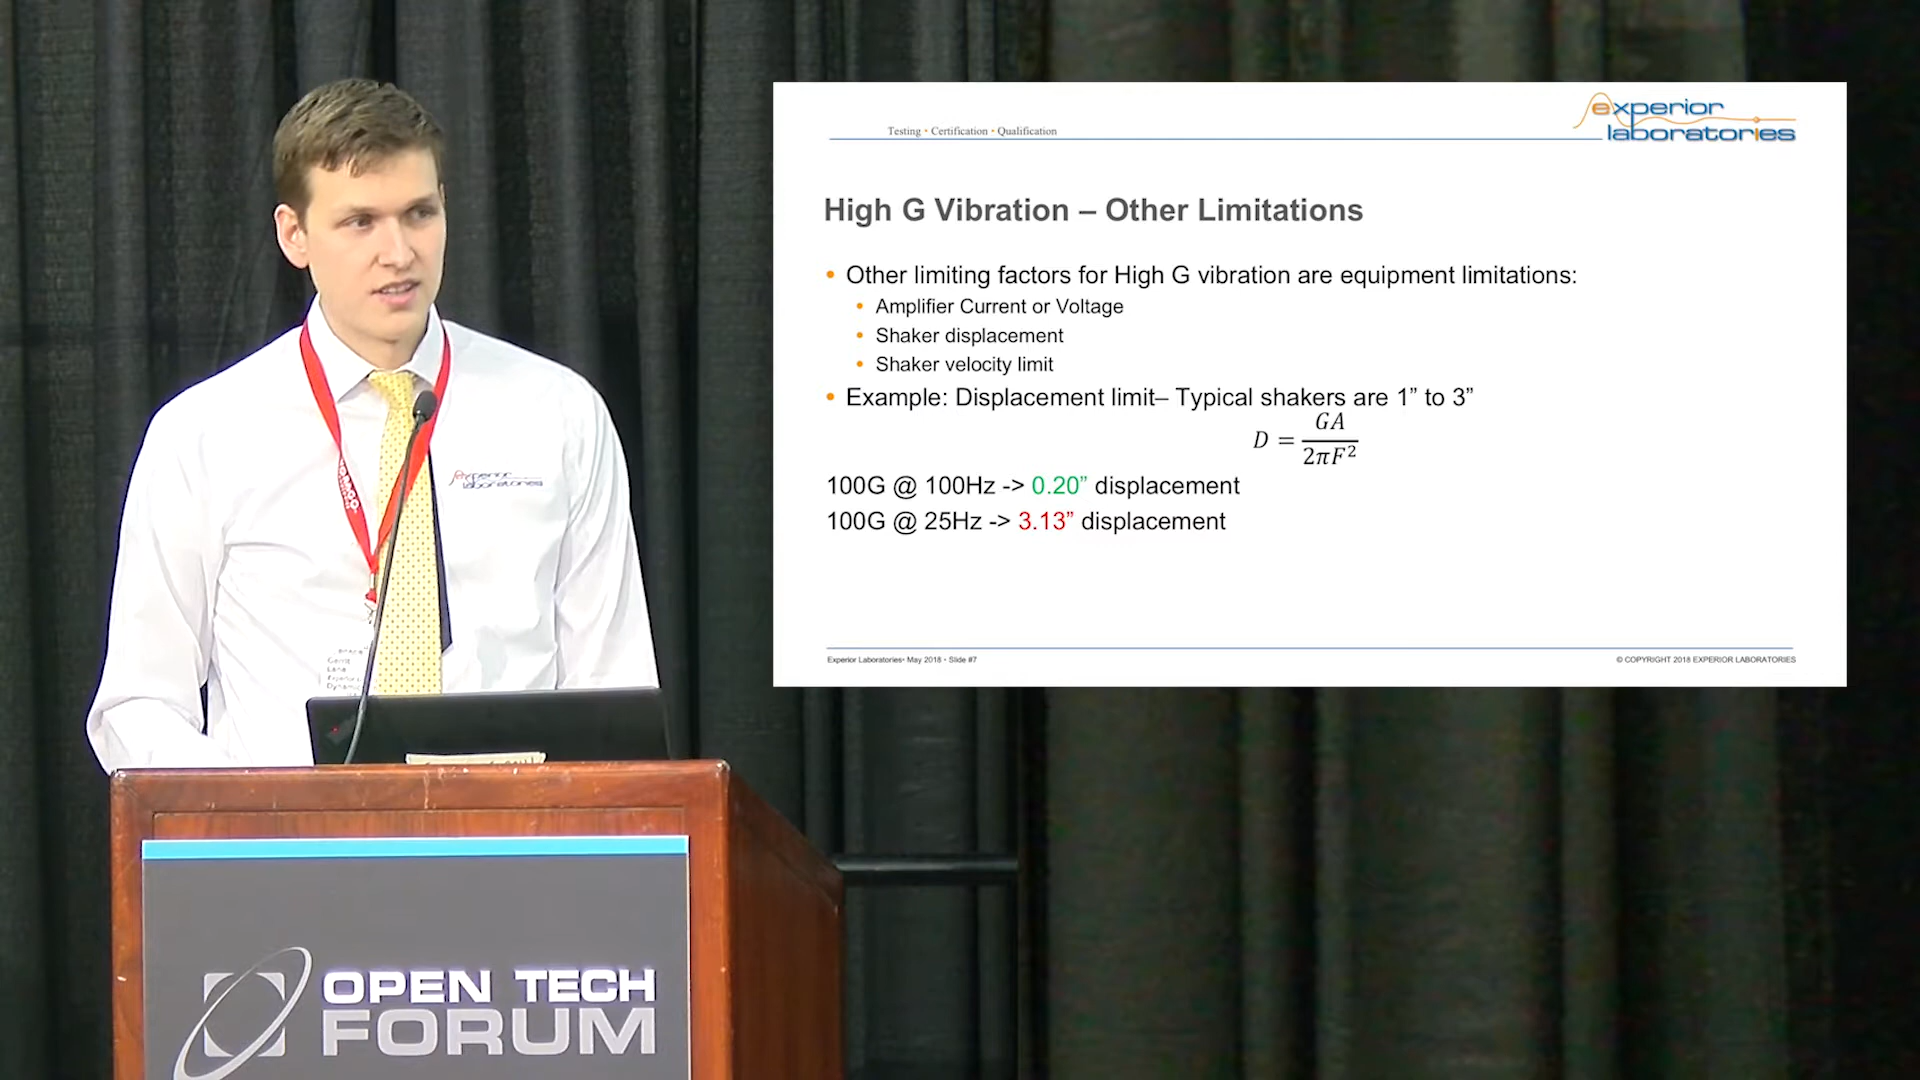 experior
laboratories
Testing • Certification • Qualification
High G Vibration – Other Limitations
• Other limiting factors for High G vibration are equipment limitations:
• Amplifier Current or Voltage
• Shaker displacement
• Shaker velocity limit
• Example: Displacement limit– Typical shakers are 1” to 3”
D = GA / 2πF²
100G @ 100Hz -> 0.20” displacement
100G @ 25Hz -> 3.13” displacement
Experior Laboratories• May 2018 • Slide #7
© COPYRIGHT 2018 EXPERIOR LABORATORIES
experior
laboratories
OPEN TECH
FORUM